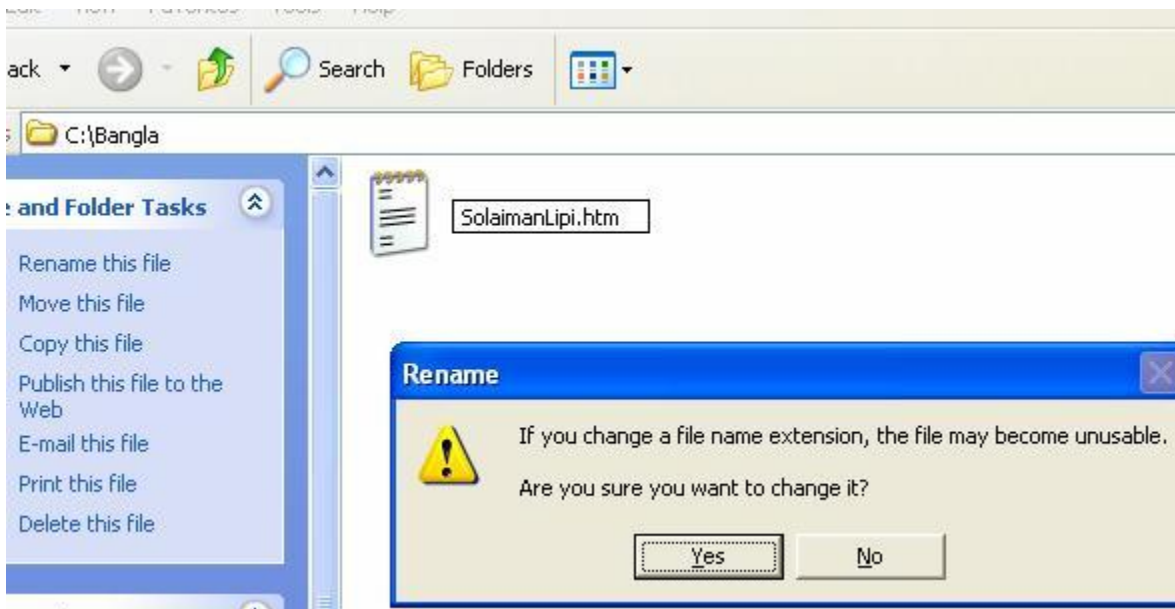 ack
Search
Folders
C:\Bangla
and Folder Tasks
SolaimanLipi.htm
Rename this file
Move this file
Copy this file
Publish this file to the
Web
E-mail this file
Print this file
Delete this file
Rename
If you change a file name extension, the file may become unusable.
Are you sure you want to change it?
Yes
No